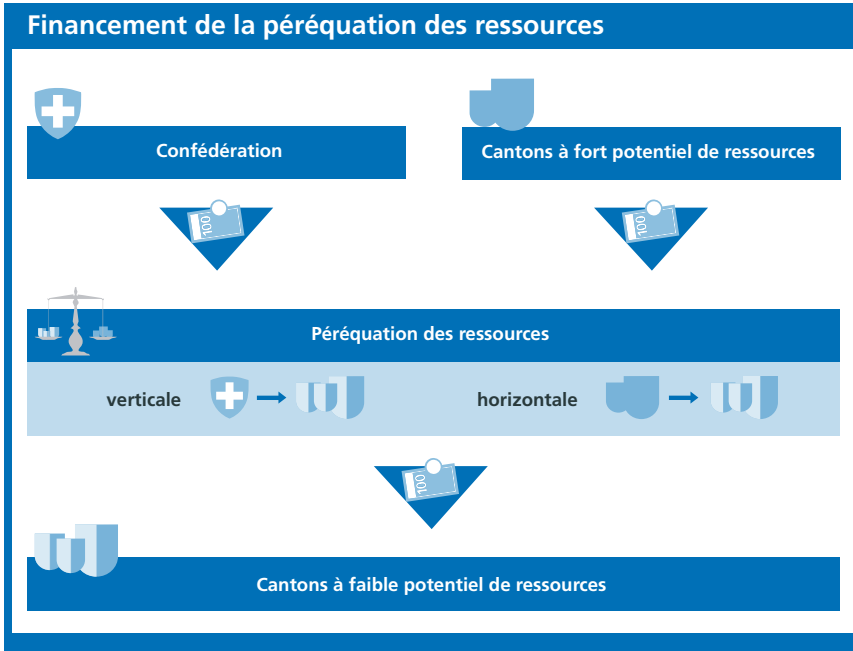 Financement de la péréquation des ressources
Confédération
Cantons à fort potentiel de ressources
100
100
Péréquation des ressources
verticale
horizontale
100
Cantons à faible potentiel de ressources